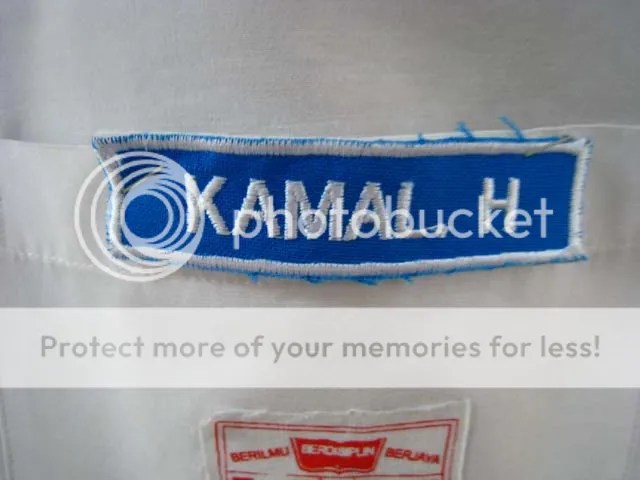 KAMAL H
photobucket
Protect more of your memories for less!
BERILMU BERDISIPLIN BERJAYA